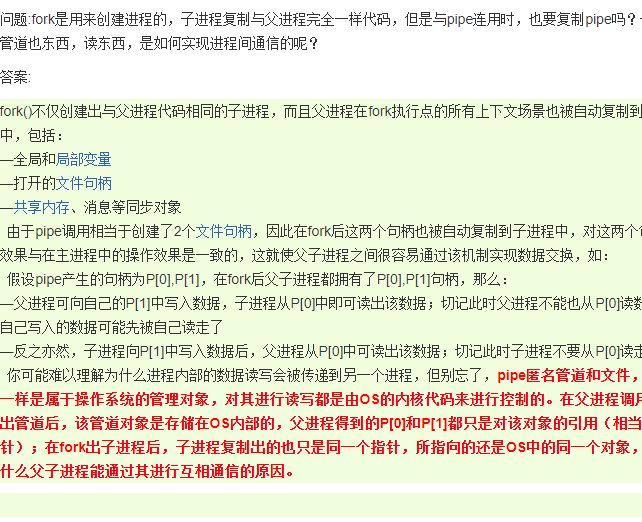 问题:fork是用来创建进程的，子进程复制与父进程完全一样代码，但是与pipe连用时，也要复制pipe吗？
管道也东西，读东西，是如何实现进程间通信的呢？
答案:
fork()不仅创建出与父进程代码相同的子进程，而且父进程在fork执行点的所有上下文场景也被自动复制到
中，包括：
—全局和局部变量
—打开的文件句柄
—共享内存、消息等同步对象
由于pipe调用相当于创建了2个文件句柄，因此在fork后这两个句柄也被自动复制到子进程中，对这两个
效果与在主进程中的操作效果是一致的，这就使父子进程之间很容易通过该机制实现数据交换，如：
假设pipe产生的句柄为P[0],P[1]，在fork后父子进程都拥有了P[0],P[1]句柄，那么：
—父进程可向自己的P[1]中写入数据，子进程从P[0]中即可读出该数据；切记此时父进程不能也从P[0]读数
自己写入的数据可能先被自己读走了
—反之亦然，子进程向P[1]中写入数据后，父进程从P[0]中可读出该数据；切记此时子进程不要从P[0]读走
你可能难以理解为什么进程内部的数据读写会被传递到另一个进程，但别忘了，pipe匿名管道和文件，
一样是属于操作系统的管理对象，对其进行读写都是由OS的内核代码来进行控制的。在父进程调用
出管道后，该管道对象是存储在OS内部的，父进程得到的P[0]和P[1]都只是对该对象的引用（相当
针）；在fork出子进程后，子进程复制出的也只是同一个指针，所指向的还是OS中的同一个对象，
什么父子进程能通过其进行互相通信的原因。